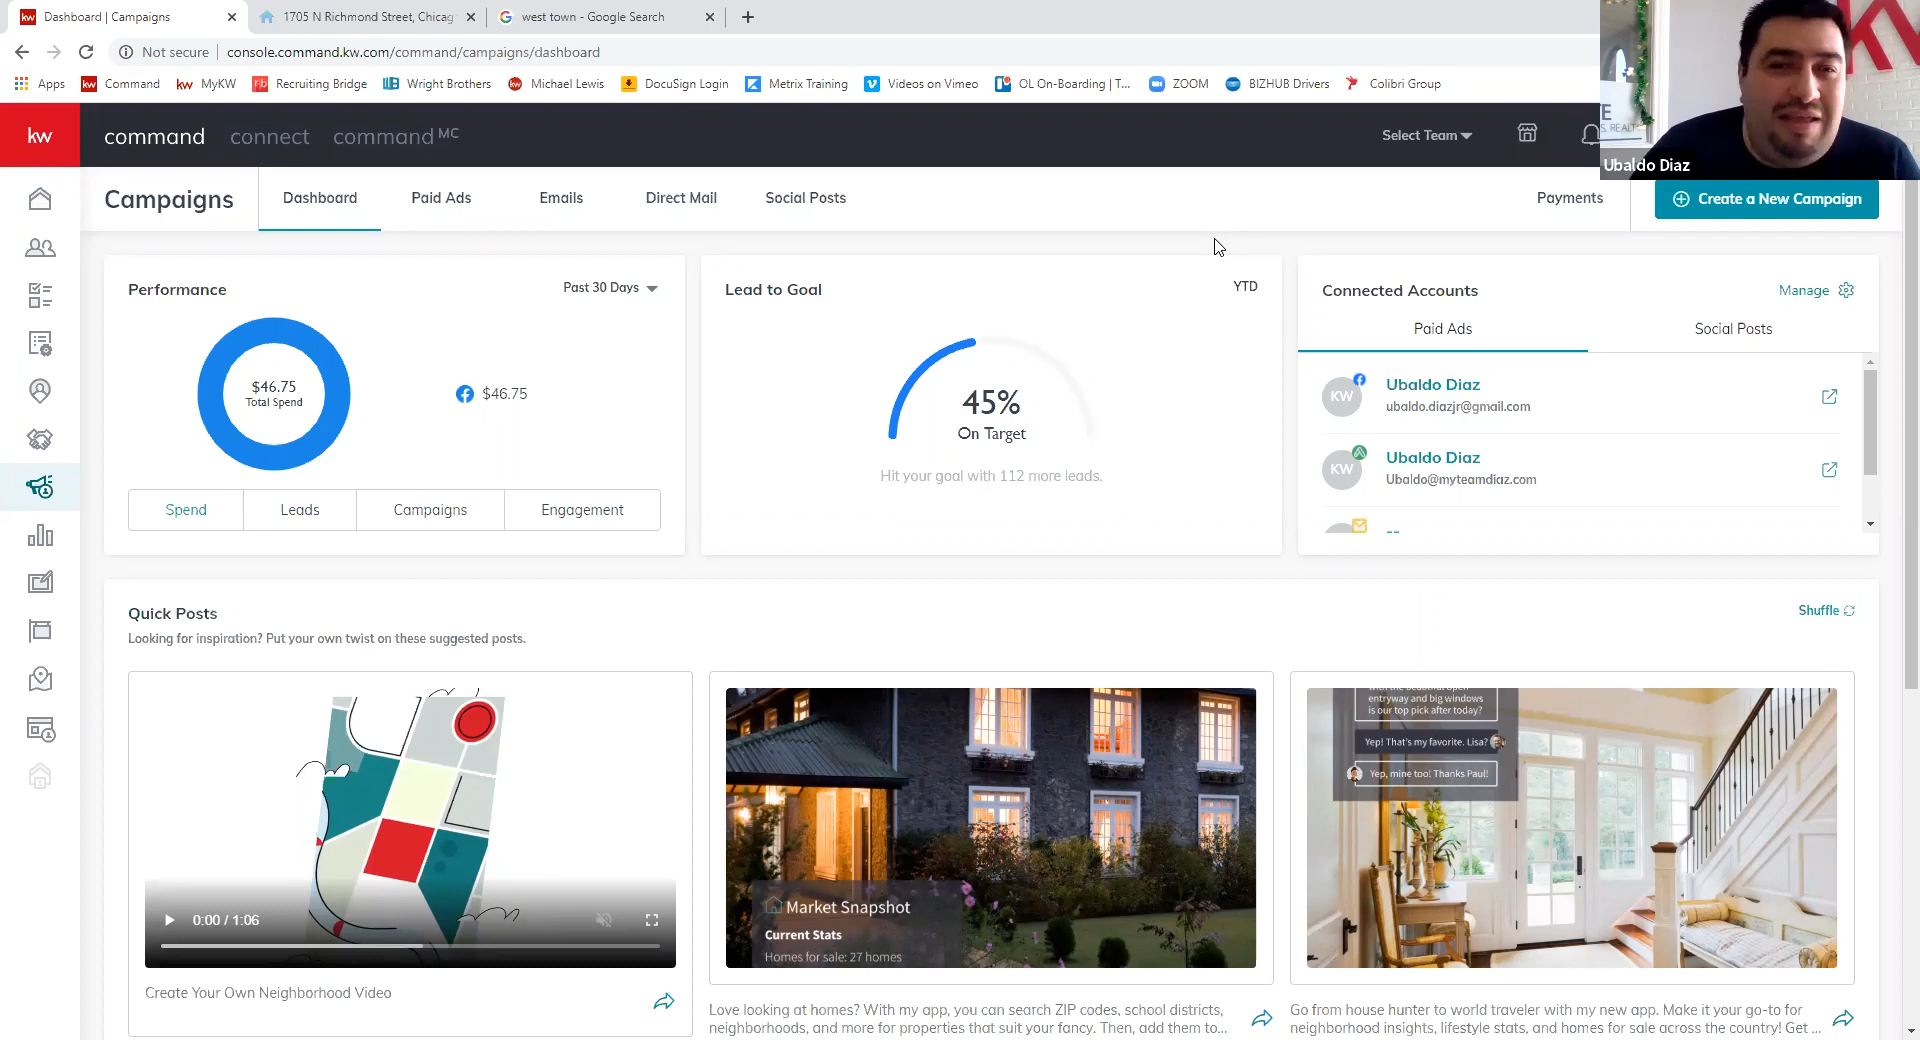 kw Dashboard | Campaigns
1705 N Richmond Street, Chicag
west town - Google Search
Not secure | console.command.kw.com/command/campaigns/dashboard
Apps
kw Command
kw MyKW
rb Recruiting Bridge
Wright Brothers
kw Michael Lewis
DocuSign Login
Metrix Training
Videos on Vimeo
OL On-Boarding | T...
ZOOM
BIZHUB Drivers
Colibri Group
kw
command
connect
command MC
Select Team
Ubaldo Diaz
Campaigns
Dashboard
Paid Ads
Emails
Direct Mail
Social Posts
Payments
Create a New Campaign
Performance
Past 30 Days
$46.75
Total Spend
$46.75
Spend
Leads
Campaigns
Engagement
Lead to Goal
YTD
45%
On Target
Hit your goal with 112 more leads.
Connected Accounts
Manage
Paid Ads
Social Posts
KW
Ubaldo Diaz
ubaldo.diazjr@gmail.com
KW
Ubaldo Diaz
Ubaldo@myteamdiaz.com
--
Quick Posts
Shuffle
Looking for inspiration? Put your own twist on these suggested posts.
0:00 / 1:06
Create Your Own Neighborhood Video
Market Snapshot
Current Stats
Homes for sale: 27 homes
Love looking at homes? With my app, you can search ZIP codes, school districts,
neighborhoods, and more for properties that suit your fancy. Then, add them to...
entryway and big windows
is our top pick after today?
Yep! That's my favorite. Lisa?
Yep, mine too! Thanks Paul!
Go from house hunter to world traveler with my new app. Make it your go-to for
neighborhood insights, lifestyle stats, and homes for sale across the country! Get ...